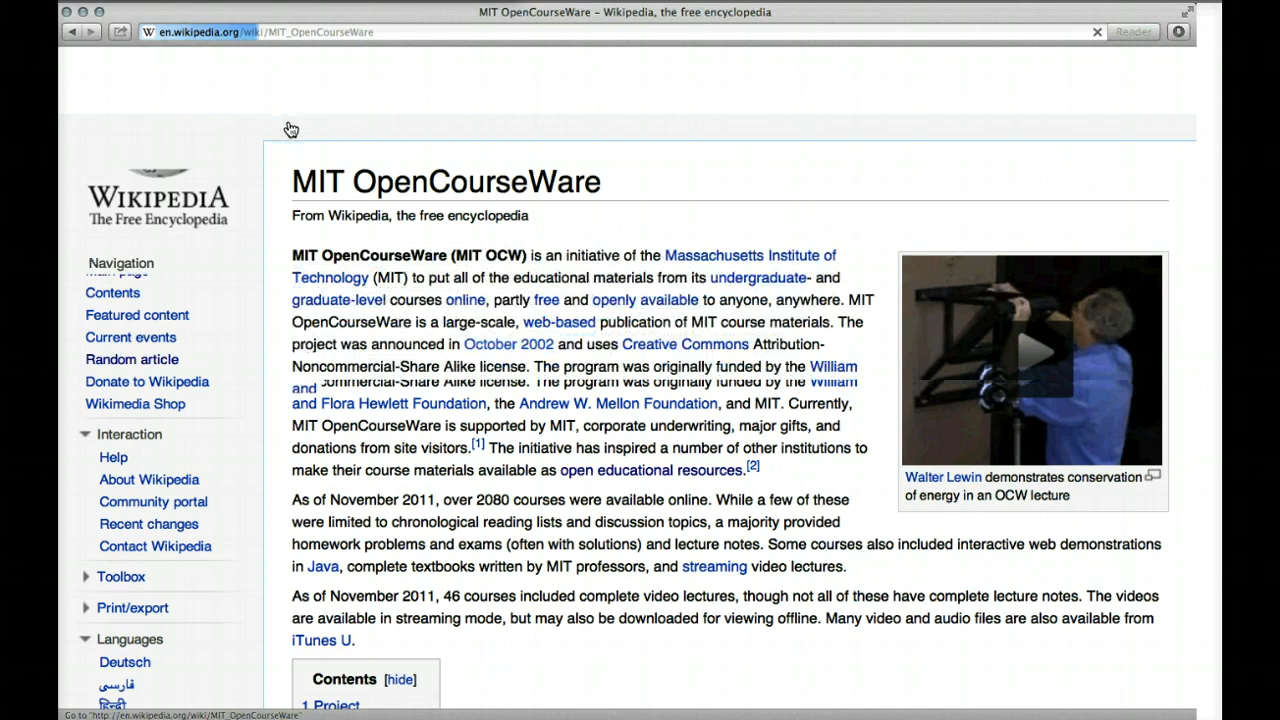 MIT OpenCourseWare – Wikipedia, the free encyclopedia
en.wikipedia.org/wiki/MIT_OpenCourseWare
Reader
WIKIPEDIA
The Free Encyclopedia
Navigation
Main page
Contents
Featured content
Current events
Random article
Donate to Wikipedia
Wikimedia Shop
Interaction
Help
About Wikipedia
Community portal
Recent changes
Contact Wikipedia
Toolbox
Print/export
Languages
Deutsch
فارسی
हिन्दी
MIT OpenCourseWare
From Wikipedia, the free encyclopedia
MIT OpenCourseWare (MIT OCW) is an initiative of the Massachusetts Institute of
Technology (MIT) to put all of the educational materials from its undergraduate- and
graduate-level courses online, partly free and openly available to anyone, anywhere. MIT
OpenCourseWare is a large-scale, web-based publication of MIT course materials. The
project was announced in October 2002 and uses Creative Commons Attribution-
Noncommercial-Share Alike license. The program was originally funded by the William
and ommercial-Share Alike license. The program was originally funded by the William
and Flora Hewlett Foundation, the Andrew W. Mellon Foundation, and MIT. Currently,
MIT OpenCourseWare is supported by MIT, corporate underwriting, major gifts, and
donations from site visitors.[1] The initiative has inspired a number of other institutions to
make their course materials available as open educational resources.[2]
Walter Lewin demonstrates conservation
of energy in an OCW lecture
As of November 2011, over 2080 courses were available online. While a few of these
were limited to chronological reading lists and discussion topics, a majority provided
homework problems and exams (often with solutions) and lecture notes. Some courses also included interactive web demonstrations
in Java, complete textbooks written by MIT professors, and streaming video lectures.
As of November 2011, 46 courses included complete video lectures, though not all of these have complete lecture notes. The videos
are available in streaming mode, but may also be downloaded for viewing offline. Many video and audio files are also available from
iTunes U.
Contents [hide]
1 Project
Go to "http://en.wikipedia.org/wiki/MIT_OpenCourseWare"